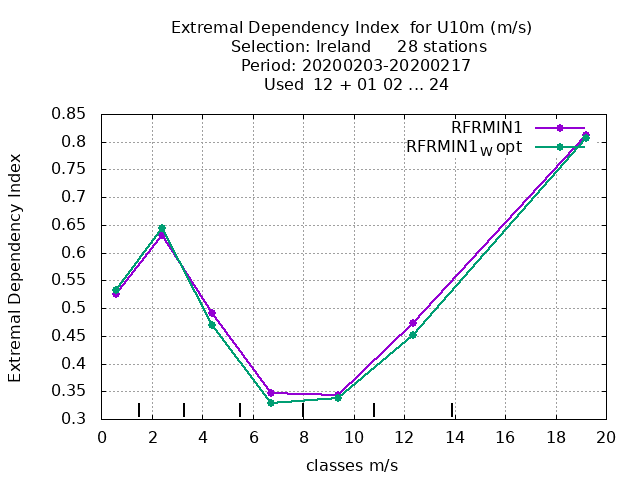 Extremal Dependency Index  for U10m (m/s)
Selection: Ireland     28 stations
Period: 20200203-20200217
Used  12 + 01 02 ... 24
RFRMIN1
RFRMIN1W opt
Extremal Dependency Index
0.85
0.8
0.75
0.7
0.65
0.6
0.55
0.5
0.45
0.4
0.35
0.3
0 2 4 6 8 10 12 14 16 18 20
classes m/s